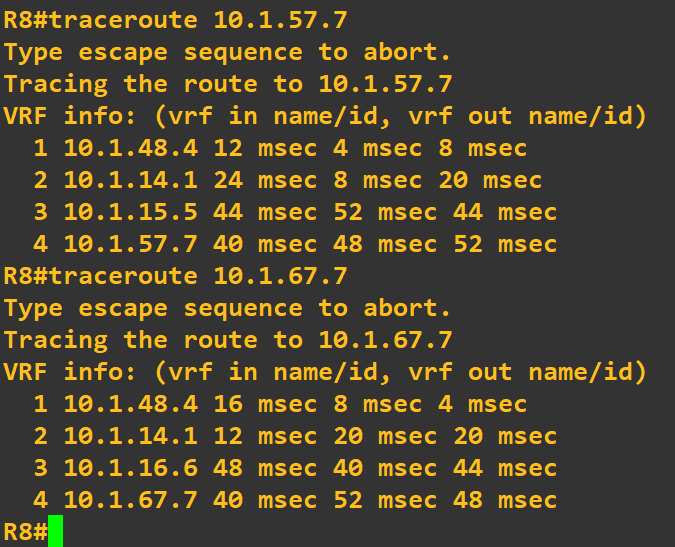 R8#traceroute 10.1.57.7
Type escape sequence to abort.
Tracing the route to 10.1.57.7
VRF info: (vrf in name/id, vrf out name/id)
  1 10.1.48.4 12 msec 4 msec 8 msec
  2 10.1.14.1 24 msec 8 msec 20 msec
  3 10.1.15.5 44 msec 52 msec 44 msec
  4 10.1.57.7 40 msec 48 msec 52 msec
R8#traceroute 10.1.67.7
Type escape sequence to abort.
Tracing the route to 10.1.67.7
VRF info: (vrf in name/id, vrf out name/id)
  1 10.1.48.4 16 msec 8 msec 4 msec
  2 10.1.14.1 12 msec 20 msec 20 msec
  3 10.1.16.6 48 msec 40 msec 44 msec
  4 10.1.67.7 40 msec 52 msec 48 msec
R8#